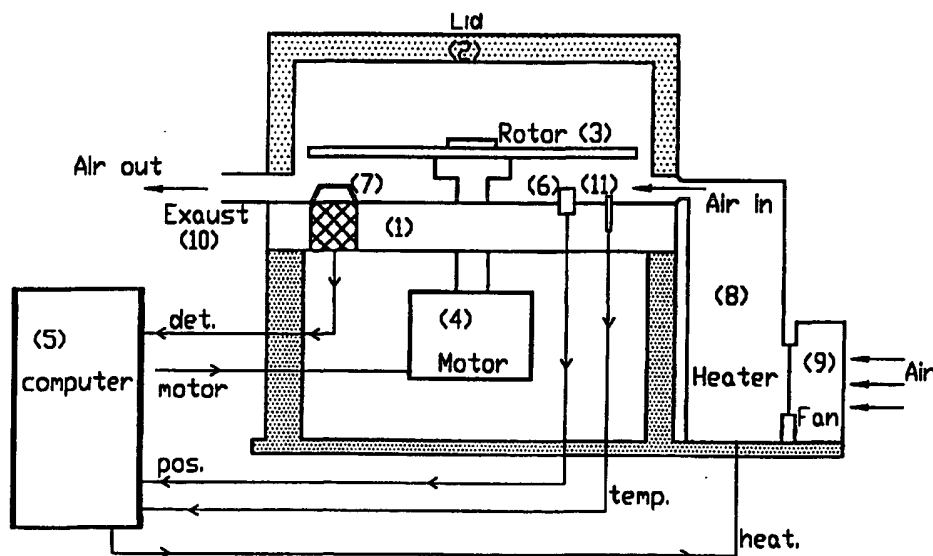 Lid
(2)
Rotor (3)
Air out
(7)
(6)
(11)
Air in
Exaust
(10)
(1)
(8)
(5)
computer
det.
(4)
Motor
motor
Heater
(9)
Air
Fan
pos.
temp.
heat.